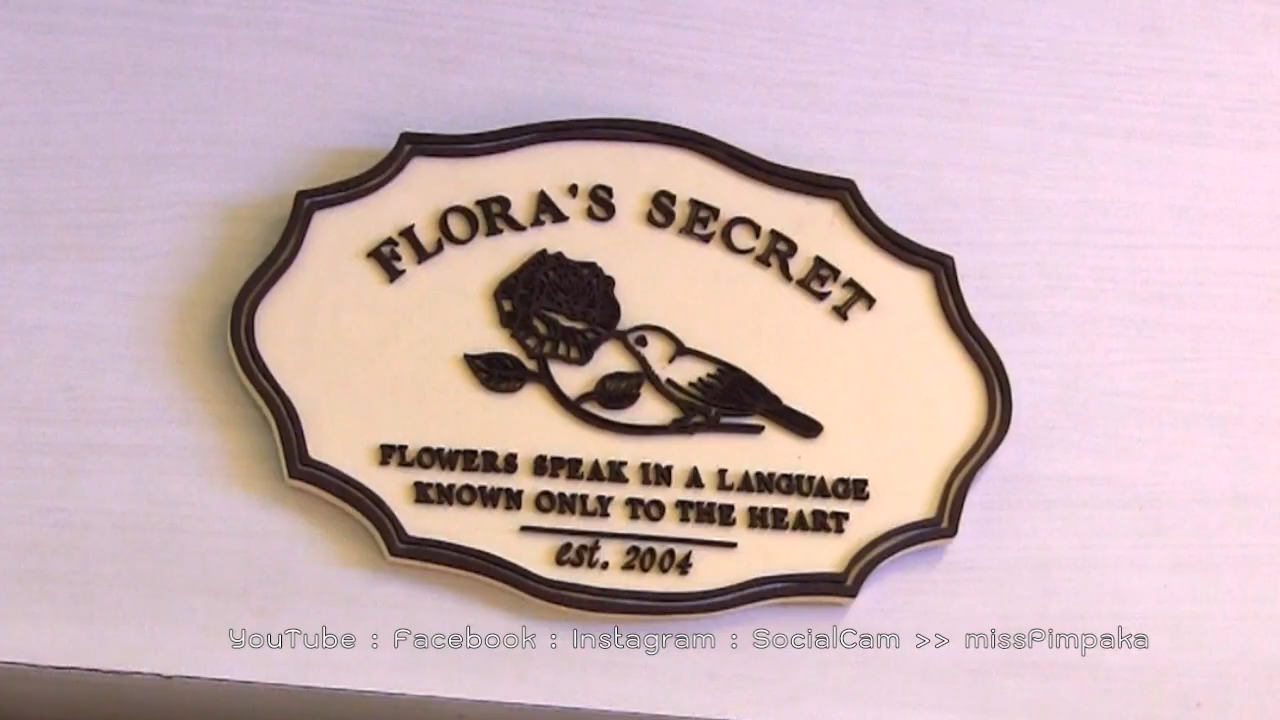 FLORA'S SECRET
FLOWERS SPEAK IN A LANGUAGE
KNOWN ONLY TO THE HEART
est. 2004
YouTube : Facebook : Instagram : SocialCam >> missPimpaka